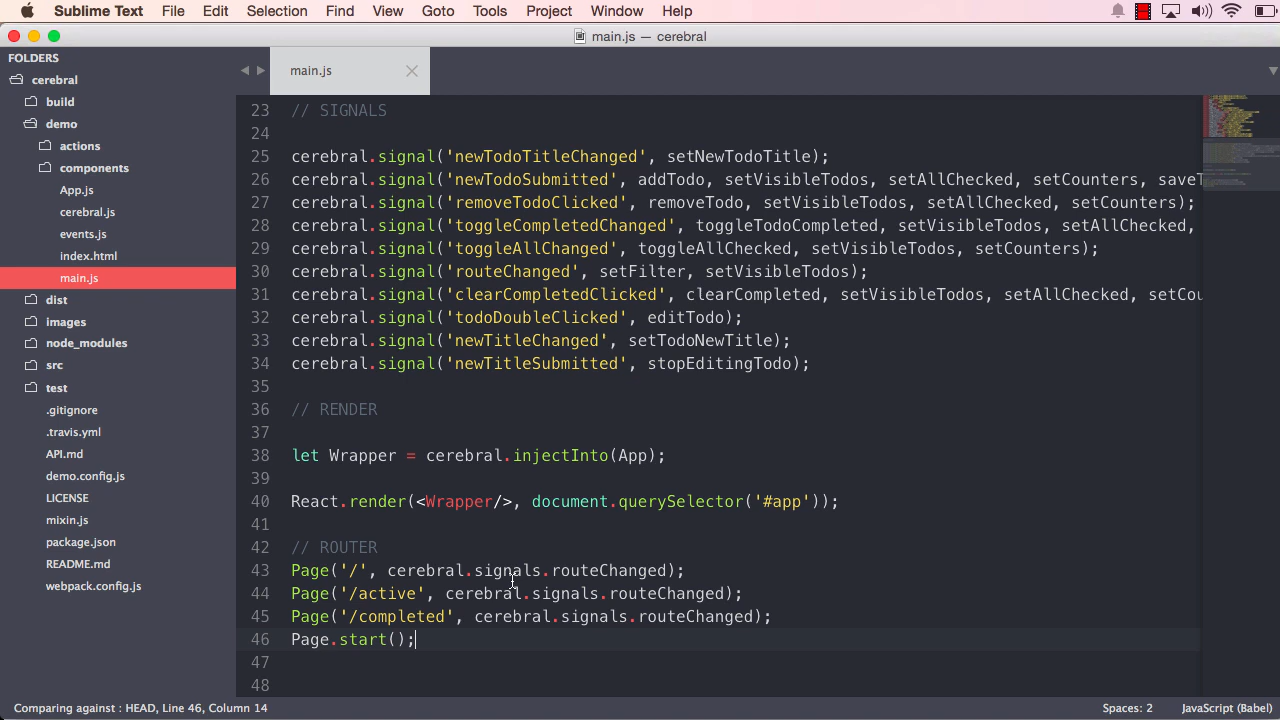 Sublime Text File Edit Selection Find View Goto Tools Project Window Help
main.js — cerebral
FOLDERS
cerebral
build
demo
actions
components
App.js
cerebral.js
events.js
index.html
main.js
dist
images
node_modules
src
test
.gitignore
.travis.yml
API.md
demo.config.js
LICENSE
mixin.js
package.json
README.md
webpack.config.js
main.js
23 // SIGNALS
24
25 cerebral.signal('newTodoTitleChanged', setNewTodoTitle);
26 cerebral.signal('newTodoSubmitted', addTodo, setVisibleTodos, setAllChecked, setCounters, saveT
27 cerebral.signal('removeTodoClicked', removeTodo, setVisibleTodos, setAllChecked, setCounters);
28 cerebral.signal('toggleCompletedChanged', toggleTodoCompleted, setVisibleTodos, setAllChecked,
29 cerebral.signal('toggleAllChanged', toggleAllChecked, setVisibleTodos, setCounters);
30 cerebral.signal('routeChanged', setFilter, setVisibleTodos);
31 cerebral.signal('clearCompletedClicked', clearCompleted, setVisibleTodos, setAllChecked, setCou
32 cerebral.signal('todoDoubleClicked', editTodo);
33 cerebral.signal('newTitleChanged', setTodoNewTitle);
34 cerebral.signal('newTitleSubmitted', stopEditingTodo);
35
36 // RENDER
37
38 let Wrapper = cerebral.injectInto(App);
39
40 React.render(<Wrapper/>, document.querySelector('#app'));
41
42 // ROUTER
43 Page('/', cerebral.signals.routeChanged);
44 Page('/active', cerebral.signals.routeChanged);
45 Page('/completed', cerebral.signals.routeChanged);
46 Page.start();
47
48
Comparing against : HEAD, Line 46, Column 14
Spaces: 2
JavaScript (Babel)